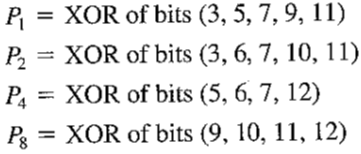 P₁ = XOR of bits (3, 5, 7, 9, 11)
P₂ = XOR of bits (3, 6, 7, 10, 11)
P₄ = XOR of bits (5, 6, 7, 12)
P₈ = XOR of bits (9, 10, 11, 12)